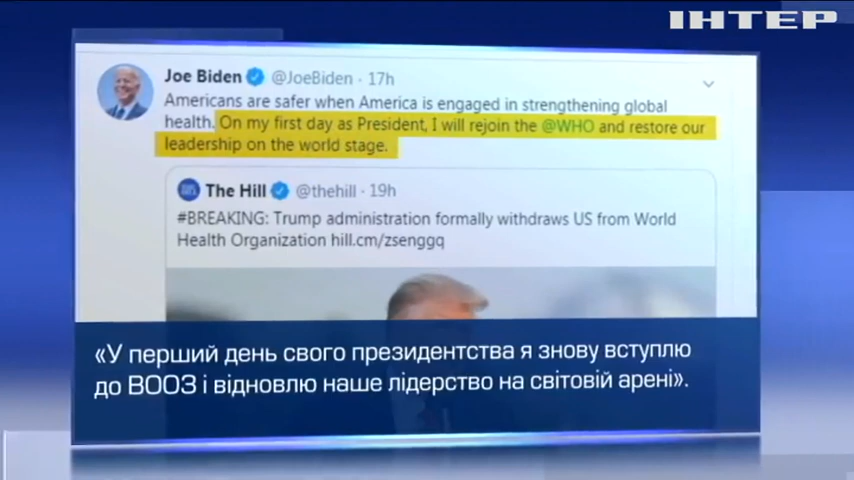 ІНТЕР
Joe Biden @JoeBiden · 17h
Americans are safer when America is engaged in strengthening global
health. On my first day as President, I will rejoin the @WHO and restore our
leadership on the world stage.
The Hill @thehill · 19h
#BREAKING: Trump administration formally withdraws US from World
Health Organization hill.cm/zsenggq
«У перший день свого президентства я знову вступлю
до ВООЗ і відновлю наше лідерство на світовій арені».